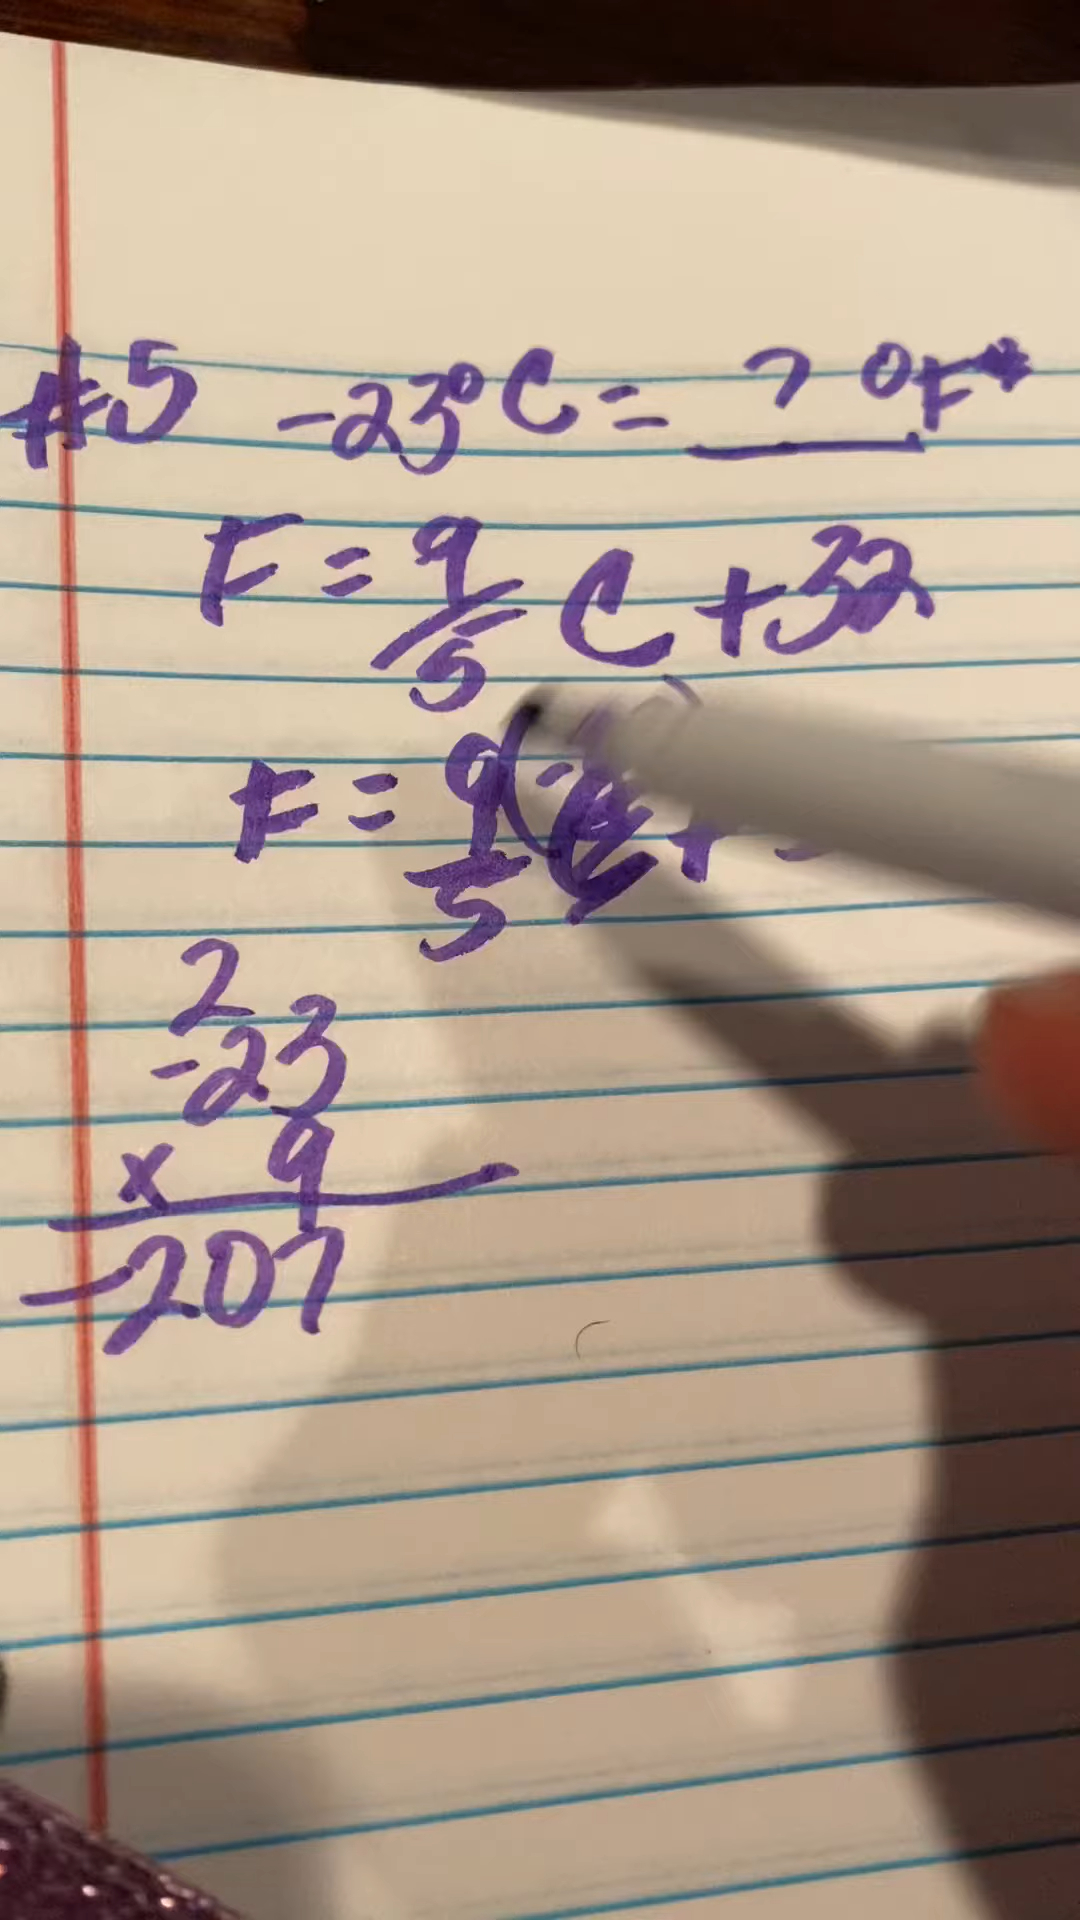 #5 -23°C = ? °F
F = 9/5 C + 32
F = 9/5 (- +
2
-23
x 9
-207